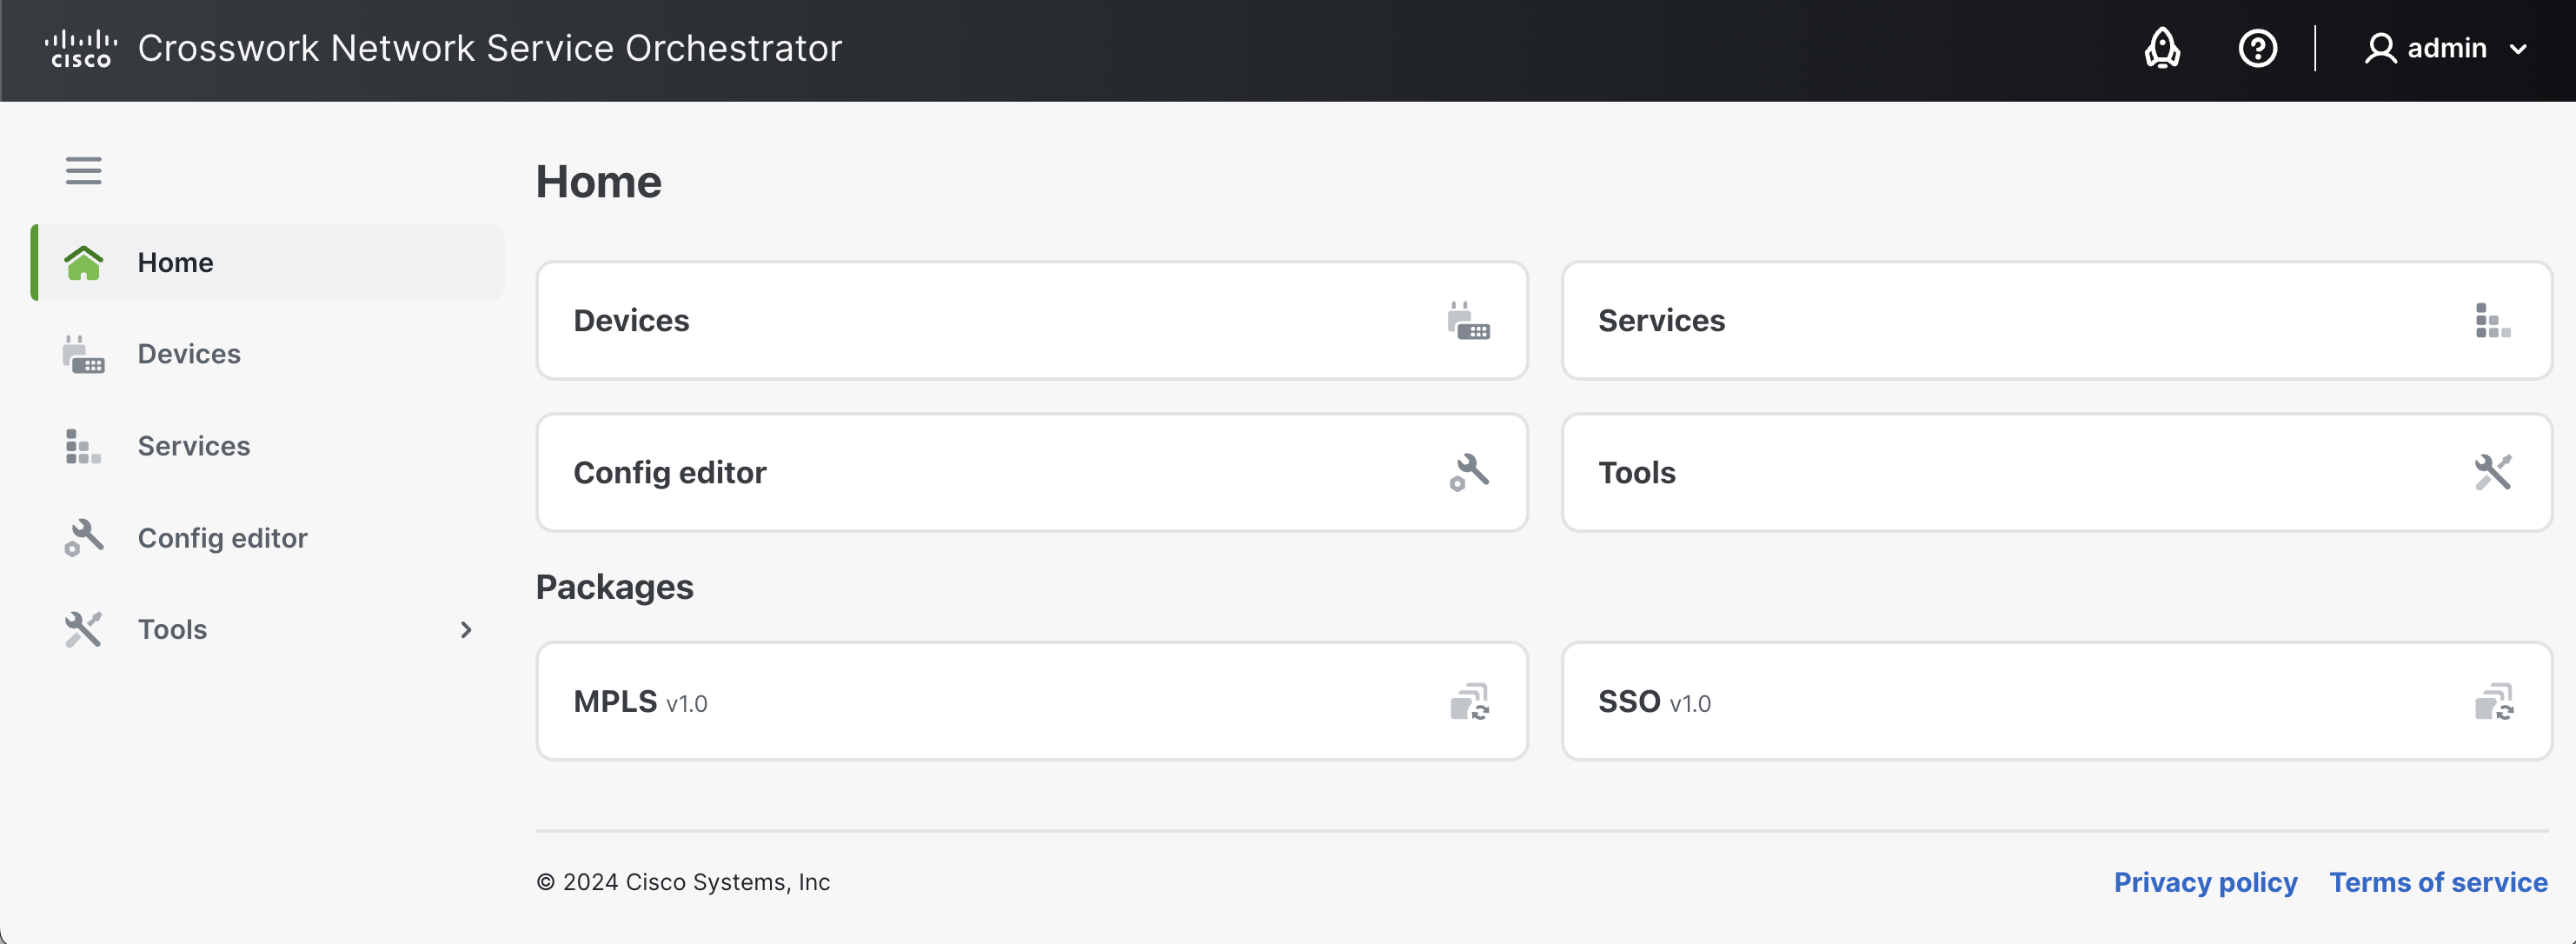 cisco Crosswork Network Service Orchestrator
admin
Home
Devices
Services
Config editor
Tools
Home
Devices
Services
Config editor
Tools
Packages
MPLS v1.0
SSO v1.0
© 2024 Cisco Systems, Inc
Privacy policy
Terms of service